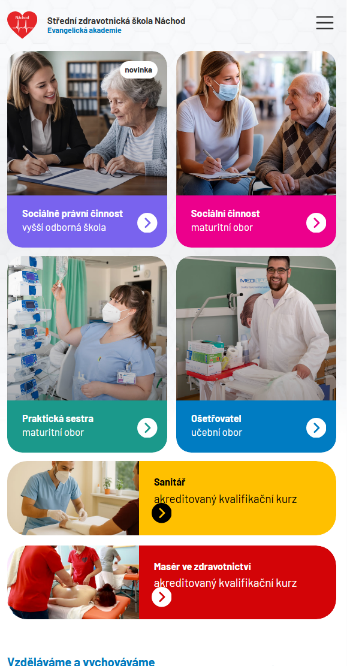 Náchod
Střední zdravotnická škola Náchod
Evangelická akademie
novinka
Sociálně právní činnost
vyšší odborná škola
Sociální činnost
maturitní obor
Praktická sestra
maturitní obor
Ošetřovatel
učební obor
Sanitář
akreditovaný kvalifikační kurz
Masér ve zdravotnictví
akreditovaný kvalifikační kurz
Vzděláváme a vychováváme